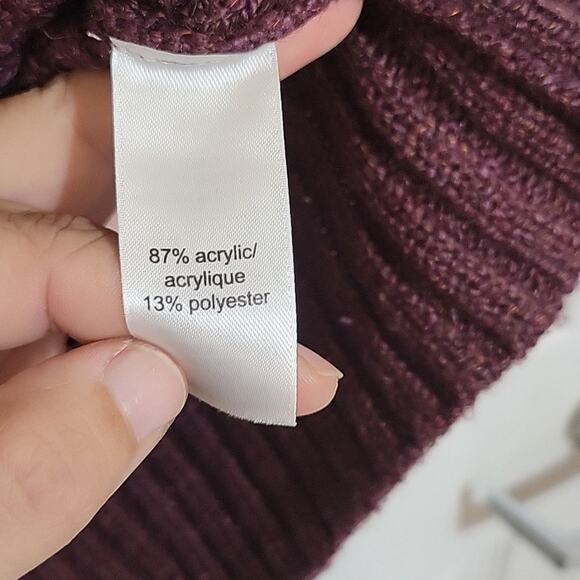 87% acrylic/
acrylique
13% polyester